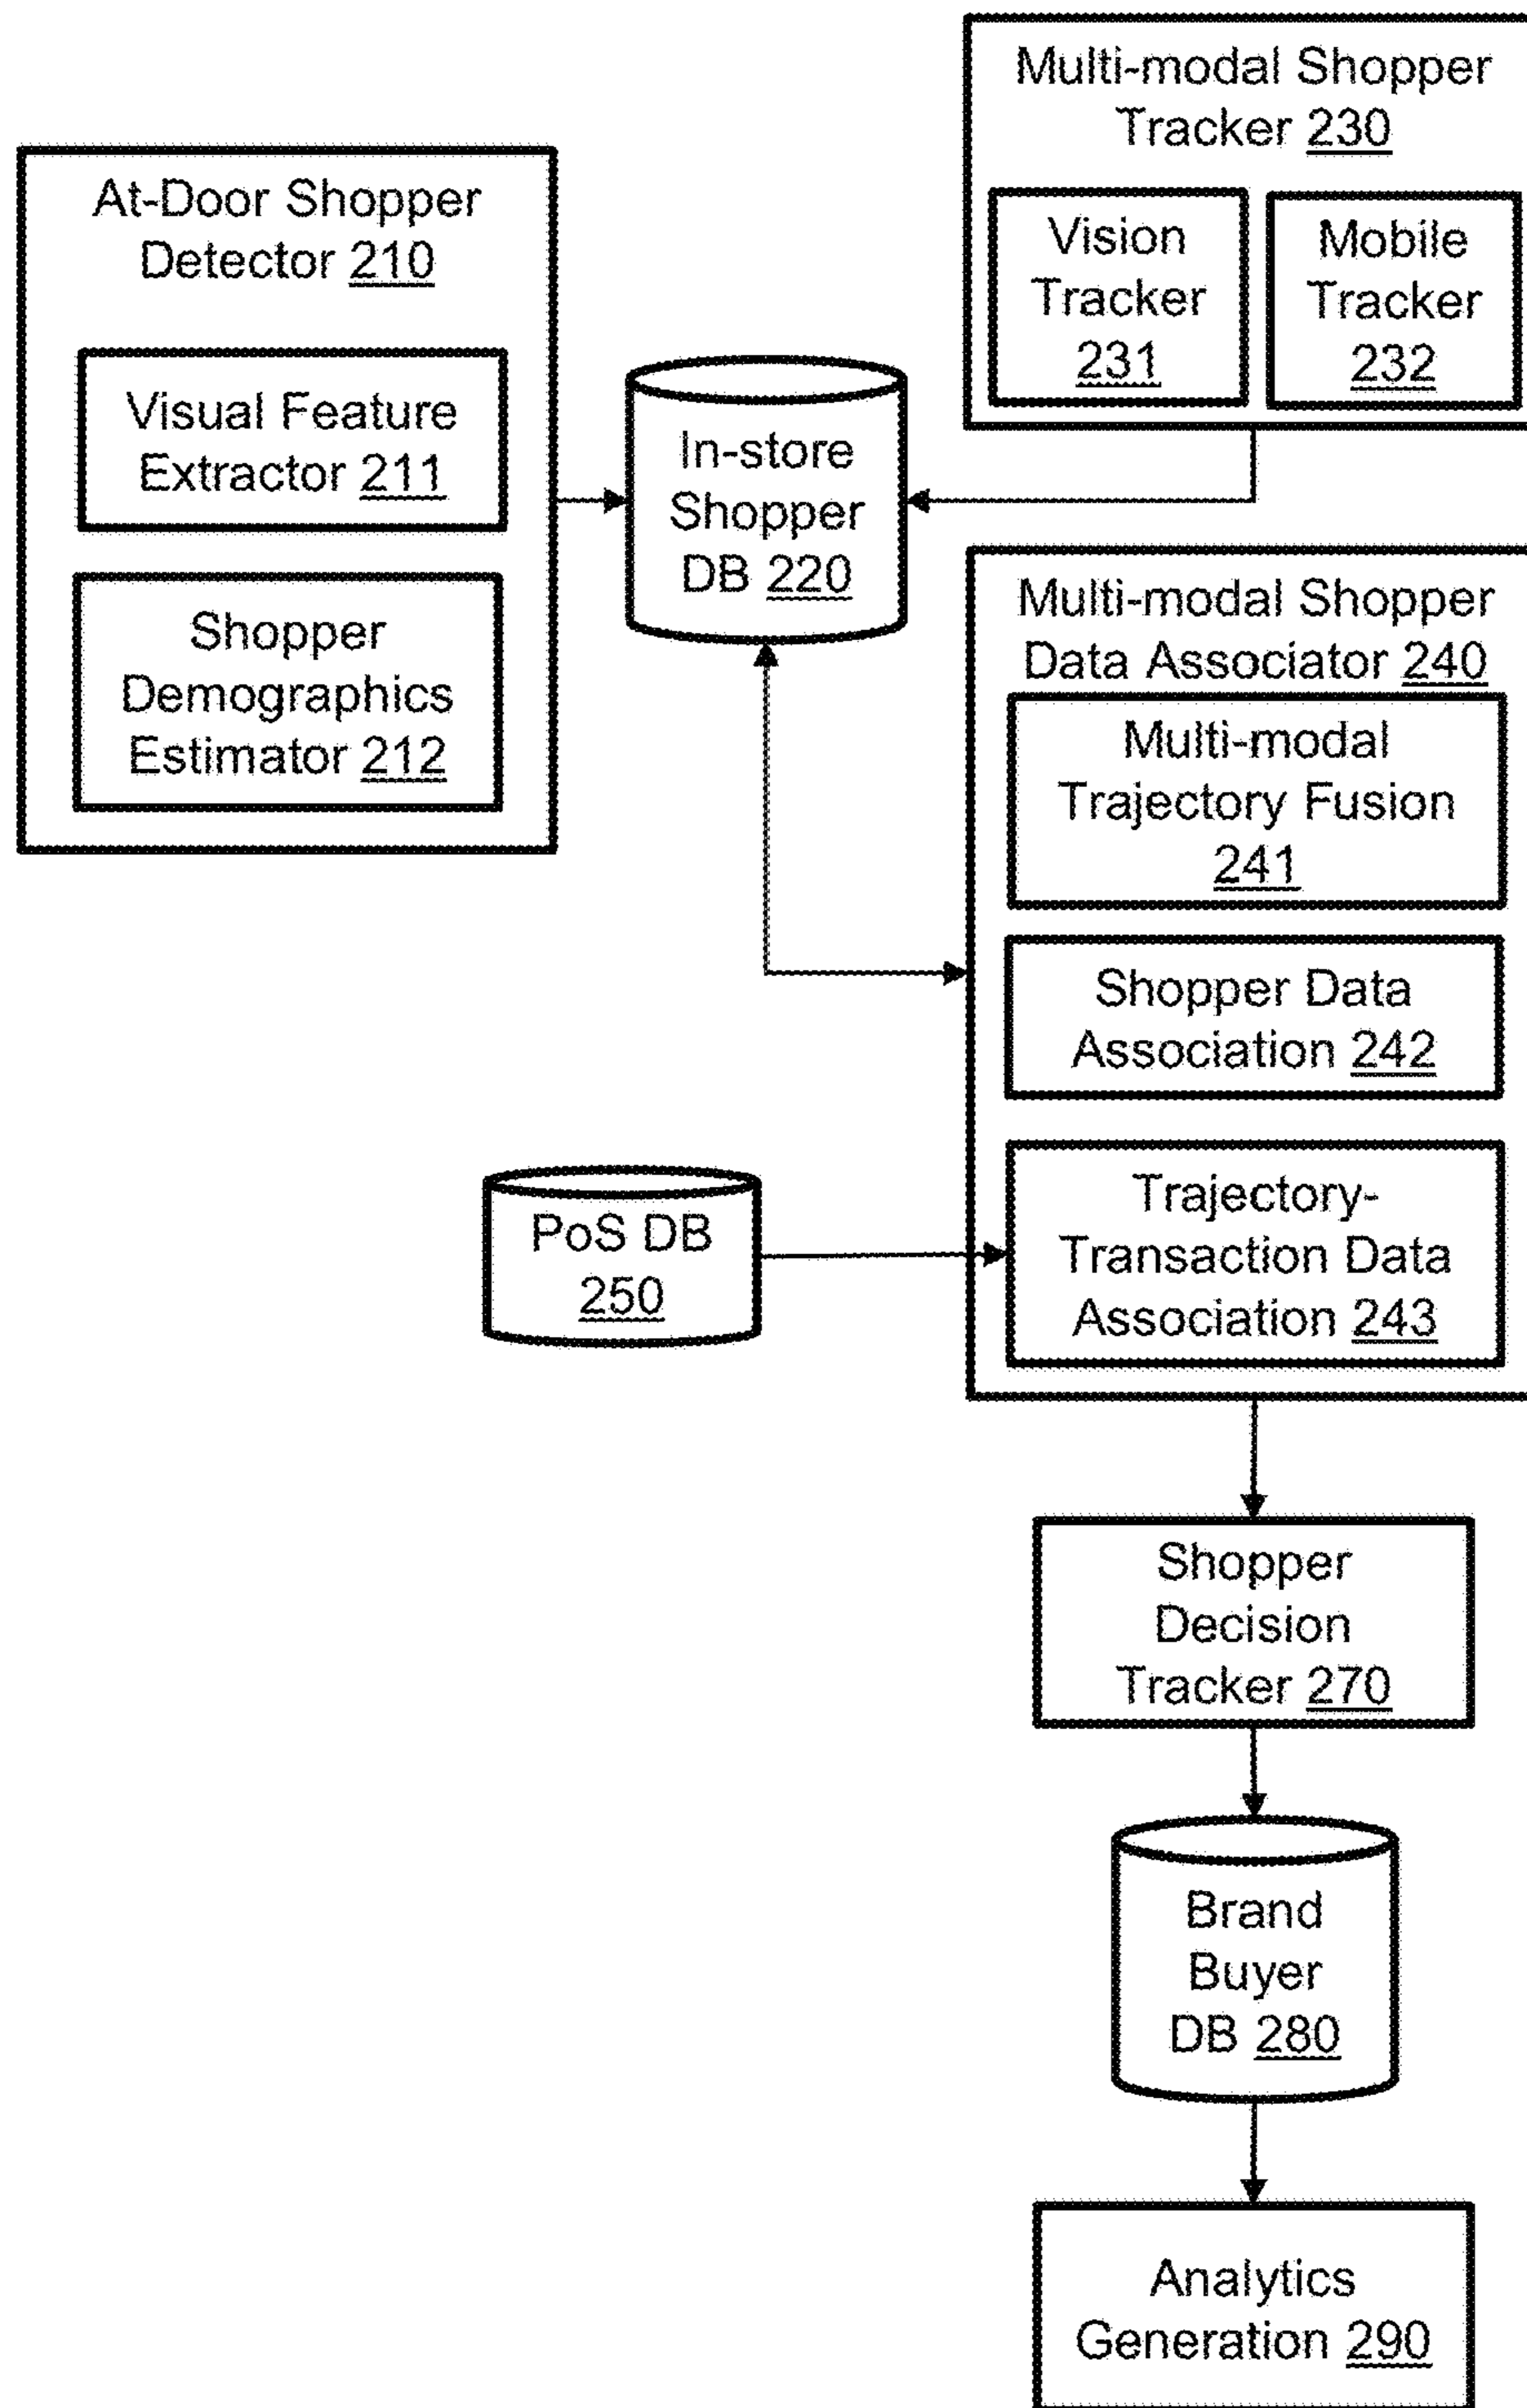 Multi-modal Shopper
Tracker 230
Vision
Tracker
231
Mobile
Tracker
232
At-Door Shopper
Detector 210
Visual Feature
Extractor 211
Shopper
Demographics
Estimator 212
In-store
Shopper
DB 220
Multi-modal Shopper
Data Associator 240
Multi-modal
Trajectory Fusion
241
Shopper Data
Association 242
Trajectory-
Transaction Data
Association 243
PoS DB
250
Shopper
Decision
Tracker 270
Brand
Buyer
DB 280
Analytics
Generation 290